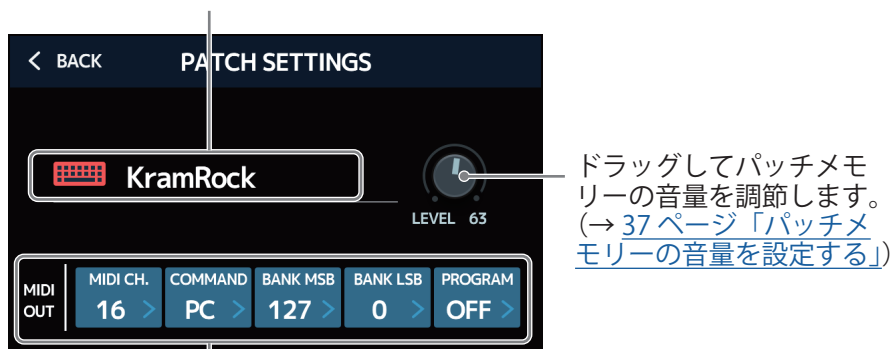 < BACK PATCH SETTINGS
KramRock
LEVEL 63
ドラッグしてパッチメモ
リーの音量を調節します。
(→ 37 ページ「パッチメ
モリーの音量を設定する」)
MIDI OUT
MIDI CH. COMMAND BANK MSB BANK LSB PROGRAM
16 > PC > 127 > 0 > OFF >